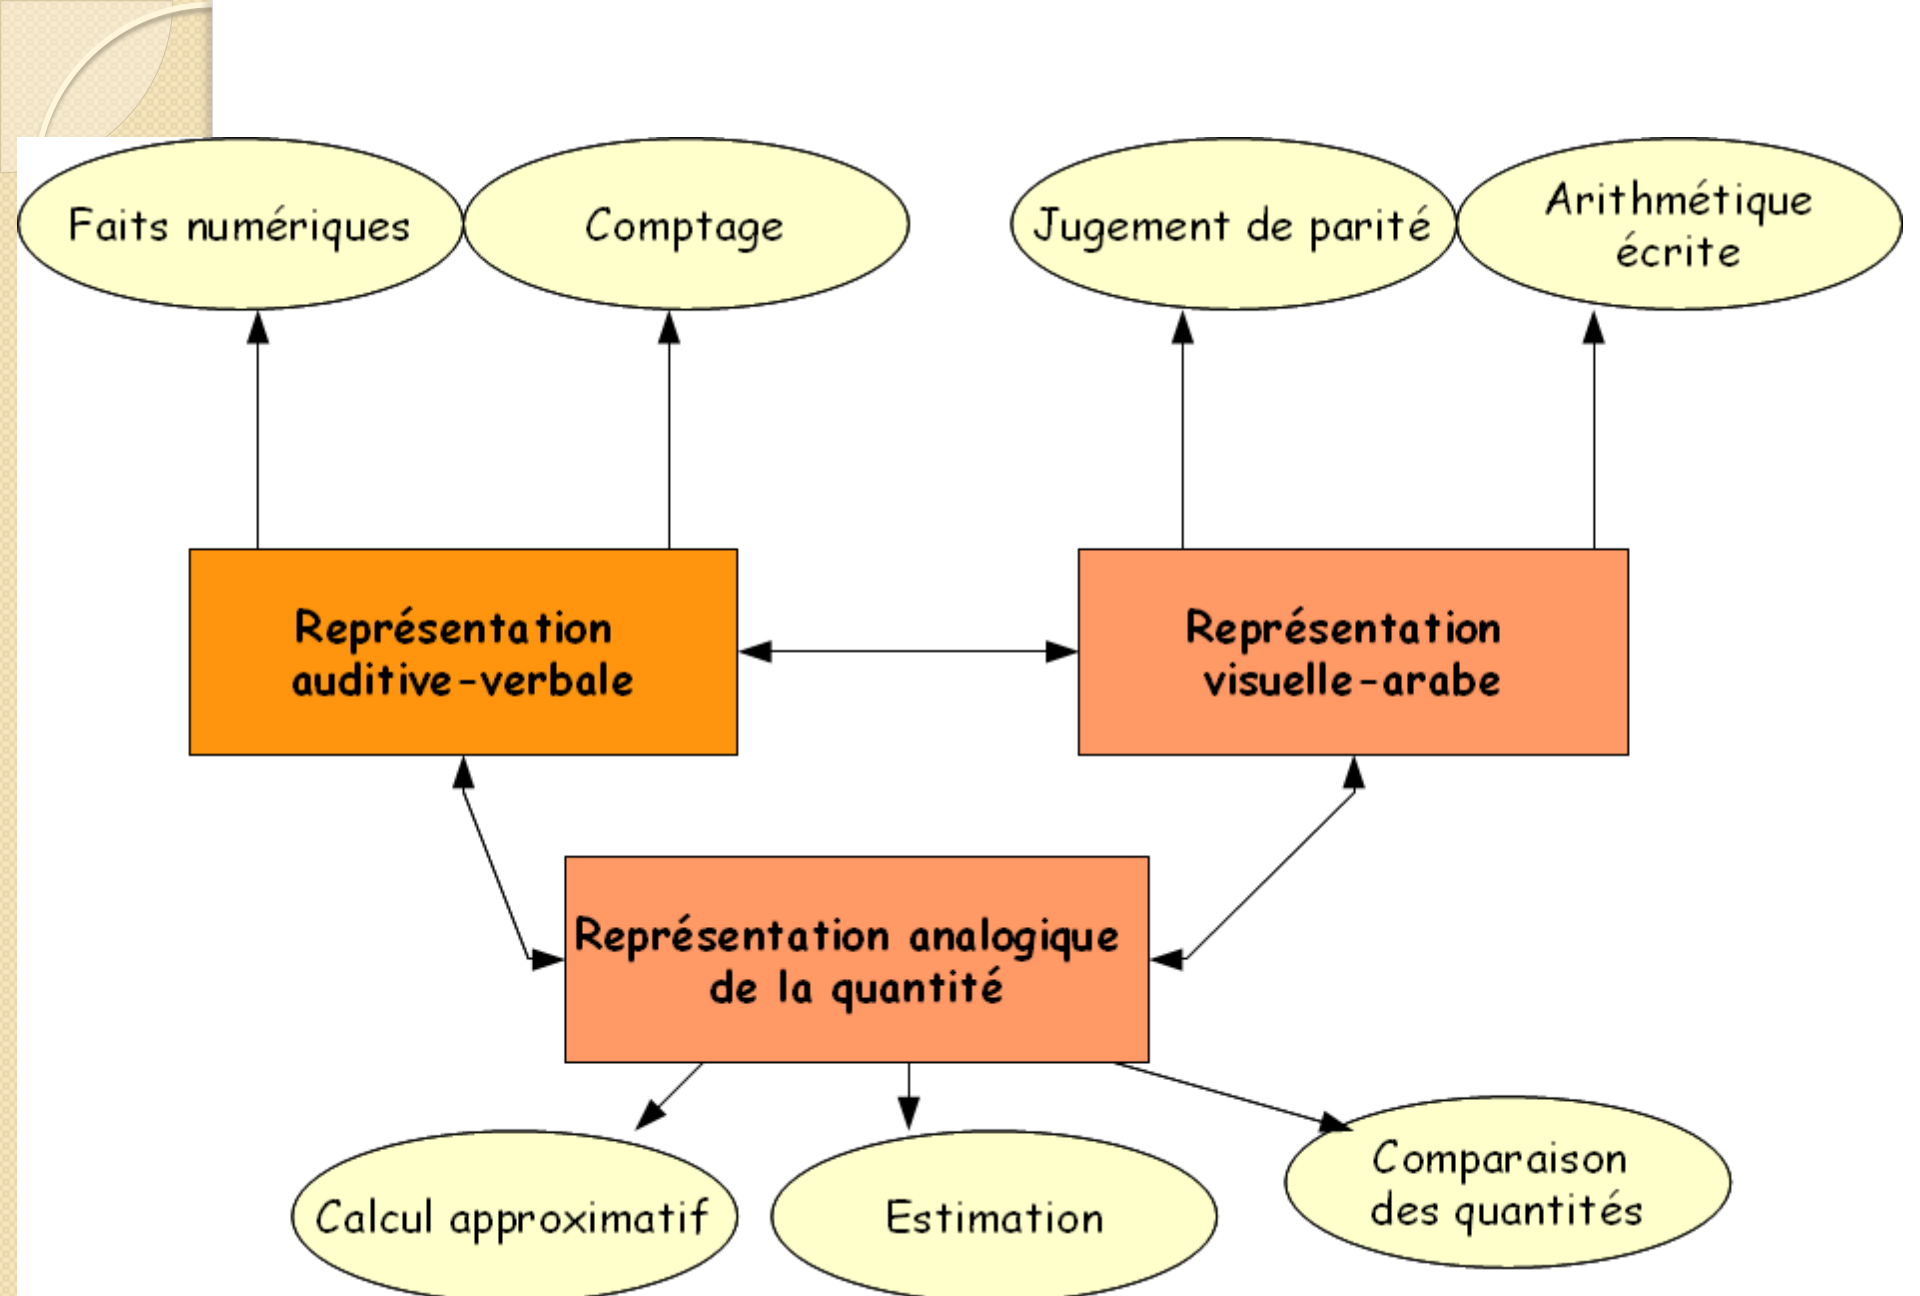 Faits numériques
Comptage
Jugement de parité
Arithmétique
écrite
Représentation
auditive-verbale
Représentation
visuelle-arabe
Représentation analogique
de la quantité
Calcul approximatif
Estimation
Comparaison
des quantités